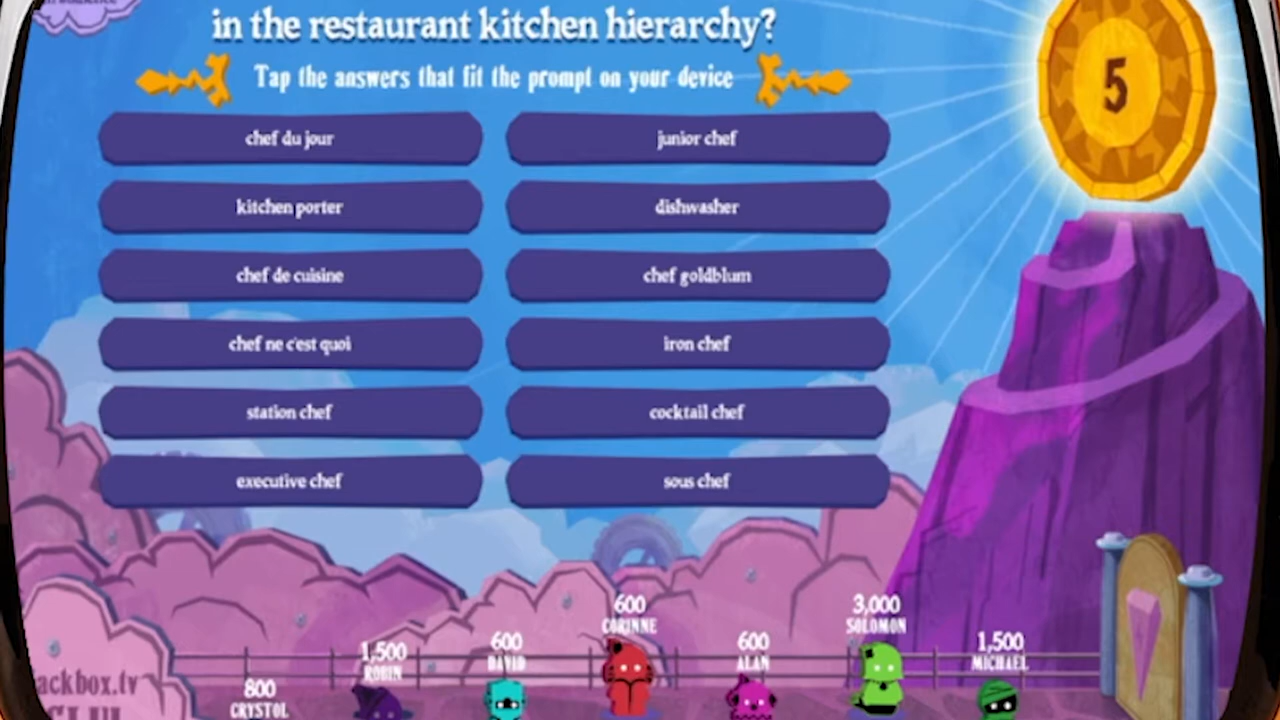 in the restaurant kitchen hierarchy?
Tap the answers that fit the prompt on your device
5
chef du jour
junior chef
kitchen porter
dishwasher
chef de cuisine
chef goldblum
chef ne c'est quoi
iron chef
station chef
cocktail chef
executive chef
sous chef
600
CORINNE
3,000
SOLOMON
1,500
ROBIN
600
DAVID
600
ALAN
1,500
MICHAEL
800
CRYSTOL
ackbox.tv